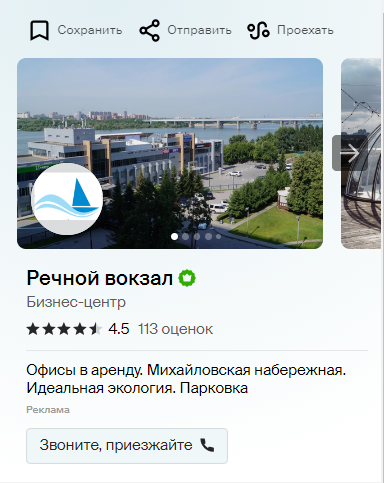 Сохранить Отправить Проехать
Речной вокзал
Бизнес-центр
4.5 113 оценок
Офисы в аренду. Михайловская набережная.
Идеальная экология. Парковка
Реклама
Звоните, приезжайте